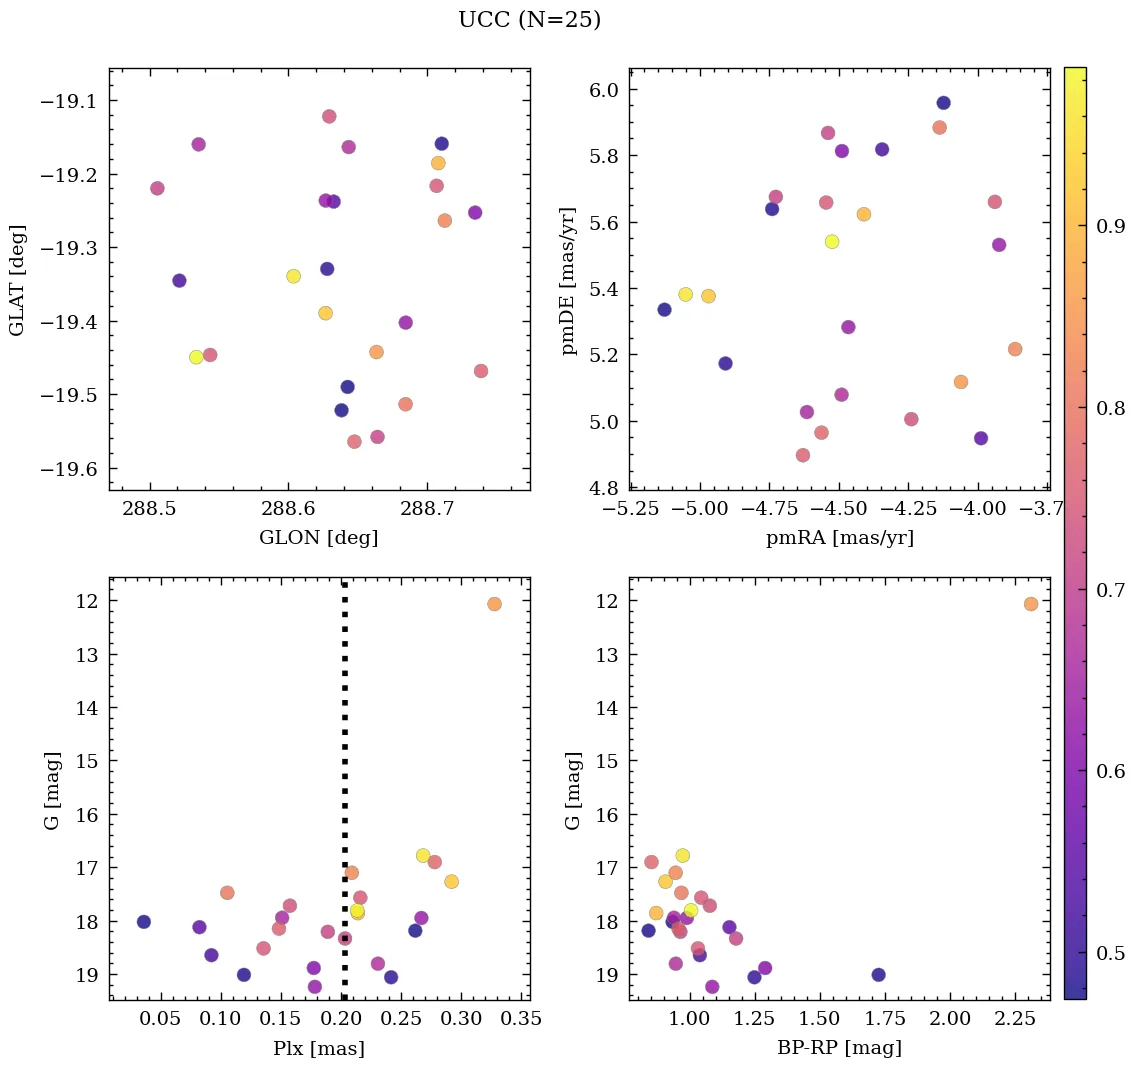 UCC (N=25)
−19.1
−19.2
−19.3
−19.4
−19.5
−19.6
GLAT [deg]
288.5 288.6 288.7
GLON [deg]
6.0
5.8
5.6
5.4
5.2
5.0
4.8
pmDE [mas/yr]
−5.25 −5.00 −4.75 −4.50 −4.25 −4.00 −3.7
pmRA [mas/yr]
0.9
0.8
0.7
0.6
0.5
12
13
14
15
16
17
18
19
G [mag]
0.05 0.10 0.15 0.20 0.25 0.30 0.35
Plx [mas]
12
13
14
15
16
17
18
19
G [mag]
1.00 1.25 1.50 1.75 2.00 2.25
BP-RP [mag]